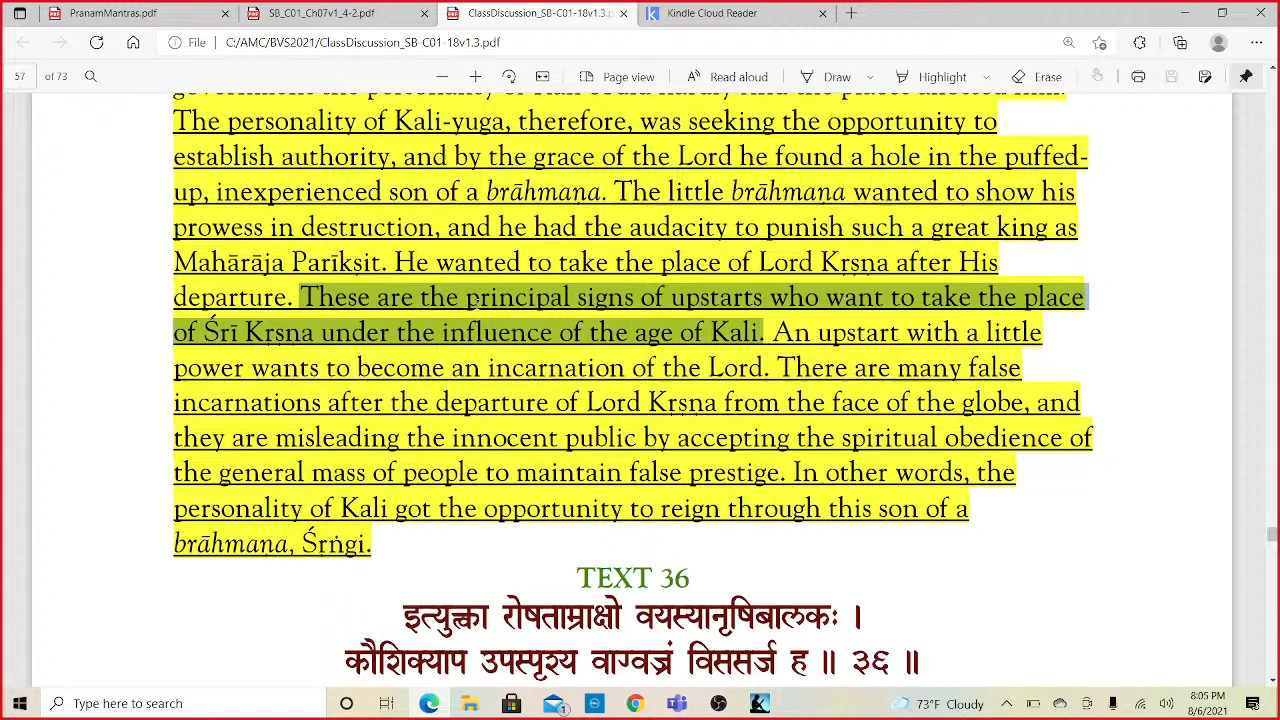 PranamMantras.pdf
SB_C01_Ch07v1_4-2.pdf
ClassDiscussion_SB-C01-18v1.3.p
Kindle Cloud Reader
File
C:/AMC/BVS2021/ClassDiscussion_SB-C01-18v1.3.pdf
57 of 73
Page view
Read aloud
Draw
Highlight
Erase
The personality of Kali-yuga, therefore, was seeking the opportunity to
establish authority, and by the grace of the Lord he found a hole in the puffed-
up, inexperienced son of a brāhmaṇa. The little brāhmaṇa wanted to show his
prowess in destruction, and he had the audacity to punish such a great king as
Mahārāja Parīkṣit. He wanted to take the place of Lord Kṛṣṇa after His
departure. These are the principal signs of upstarts who want to take the place
of Śrī Kṛṣṇa under the influence of the age of Kali. An upstart with a little
power wants to become an incarnation of the Lord. There are many false
incarnations after the departure of Lord Kṛṣṇa from the face of the globe, and
they are misleading the innocent public by accepting the spiritual obedience of
the general mass of people to maintain false prestige. In other words, the
personality of Kali got the opportunity to reign through this son of a
brāhmaṇa, Śṛṅgi.
TEXT 36
इत्युक्त्वा रोषताम्राक्षो वयस्यानृषिबालकः ।
कौशिक्याप उपस्पृश्य वाग्वज्रं विससर्ज ह ॥ ३६ ॥
Type here to search
73°F Cloudy
8:05 PM
8/6/2021